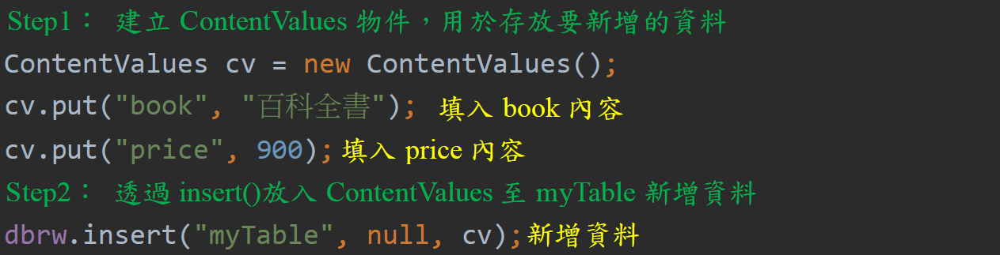 Step1： 建立 ContentValues 物件，用於存放要新增的資料
ContentValues cv = new ContentValues();
cv.put("book", "百科全書"); 填入 book 內容
cv.put("price", 900); 填入 price 內容
Step2： 透過 insert()放入 ContentValues 至 myTable 新增資料
dbrw.insert("myTable", null, cv);新增資料